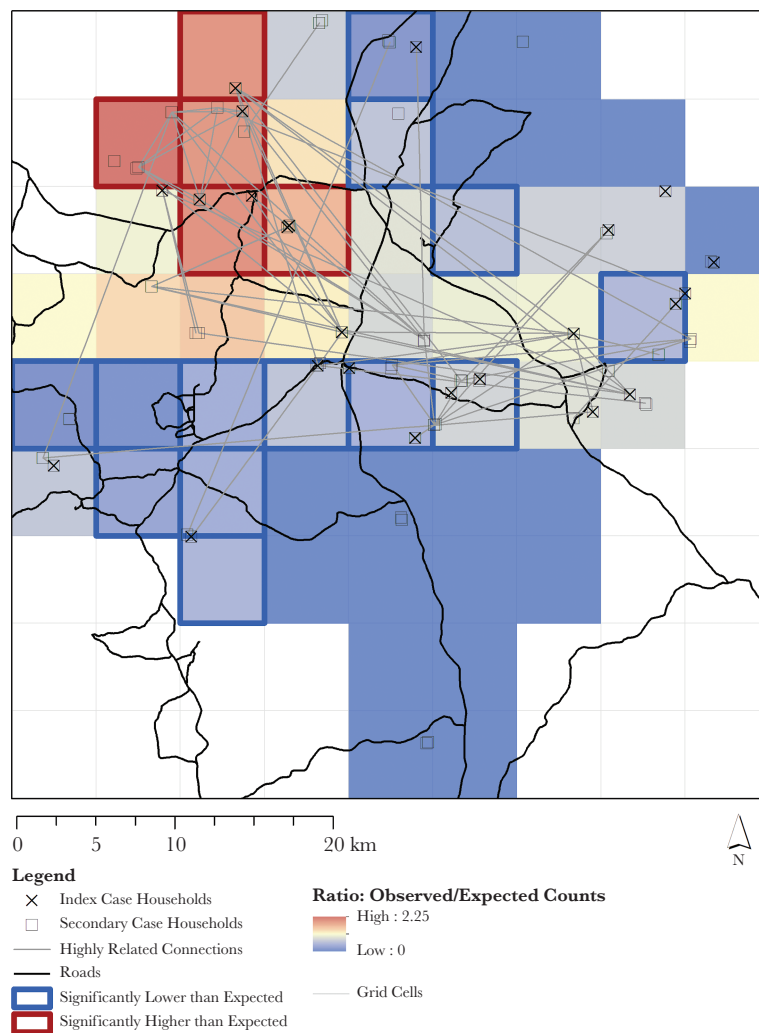 0 5 10 20 km
N
Legend
Index Case Households
Secondary Case Households
Highly Related Connections
Roads
Significantly Lower than Expected
Significantly Higher than Expected
Ratio: Observed/Expected Counts
High : 2.25
Low : 0
Grid Cells